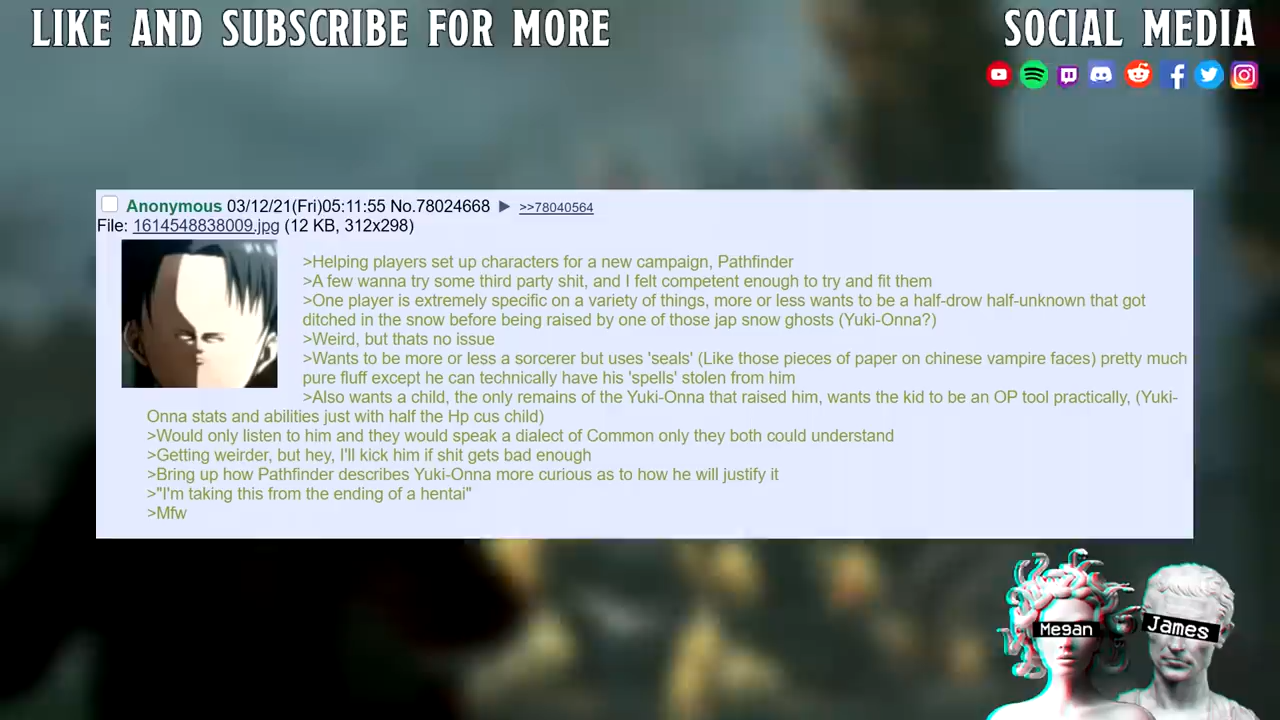 LIKE AND SUBSCRIBE FOR MORE
SOCIAL MEDIA
Anonymous 03/12/21(Fri)05:11:55 No.78024668 ▶ >>78040564
File: 1614548838009.jpg (12 KB, 312x298)
>Helping players set up characters for a new campaign, Pathfinder
>A few wanna try some third party shit, and I felt competent enough to try and fit them
>One player is extremely specific on a variety of things, more or less wants to be a half-drow half-unknown that got
ditched in the snow before being raised by one of those jap snow ghosts (Yuki-Onna?)
>Weird, but thats no issue
>Wants to be more or less a sorcerer but uses 'seals' (Like those pieces of paper on chinese vampire faces) pretty much
pure fluff except he can technically have his 'spells' stolen from him
>Also wants a child, the only remains of the Yuki-Onna that raised him, wants the kid to be an OP tool practically, (Yuki-
Onna stats and abilities just with half the Hp cus child)
>Would only listen to him and they would speak a dialect of Common only they both could understand
>Getting weirder, but hey, I'll kick him if shit gets bad enough
>Bring up how Pathfinder describes Yuki-Onna more curious as to how he will justify it
>"I'm taking this from the ending of a hentai"
>Mfw
Megan
James